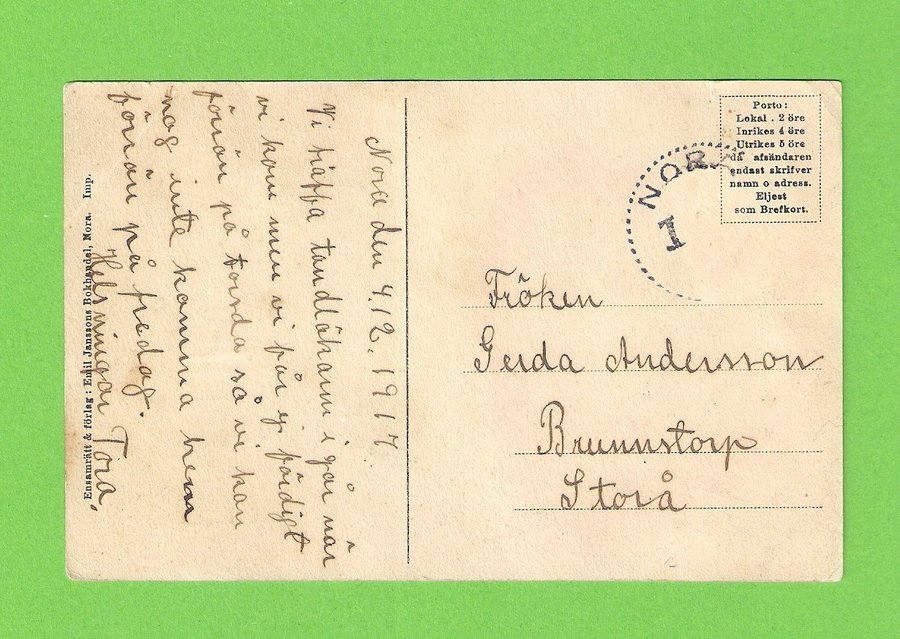 Nora den 4.12.1917.
Vi träffa tandläkarn i går när
vi kom men vi får ej färdigt
förän på torsda så vi kan
nog inte komma hem
förän på fredag.
Helsningar Tora.
Ensamrätt & förlag: Emil Janssons Bokhandel, Nora. Imp.
Porto:
Lokal . 2 öre
Inrikes 4 öre
Utrikes 5 öre
då afsändaren
endast skrifver
namn o adress.
Eljest
som Brefkort.
NORA
1
Fröken
Gerda Andersson
Brunnstorp
Storå